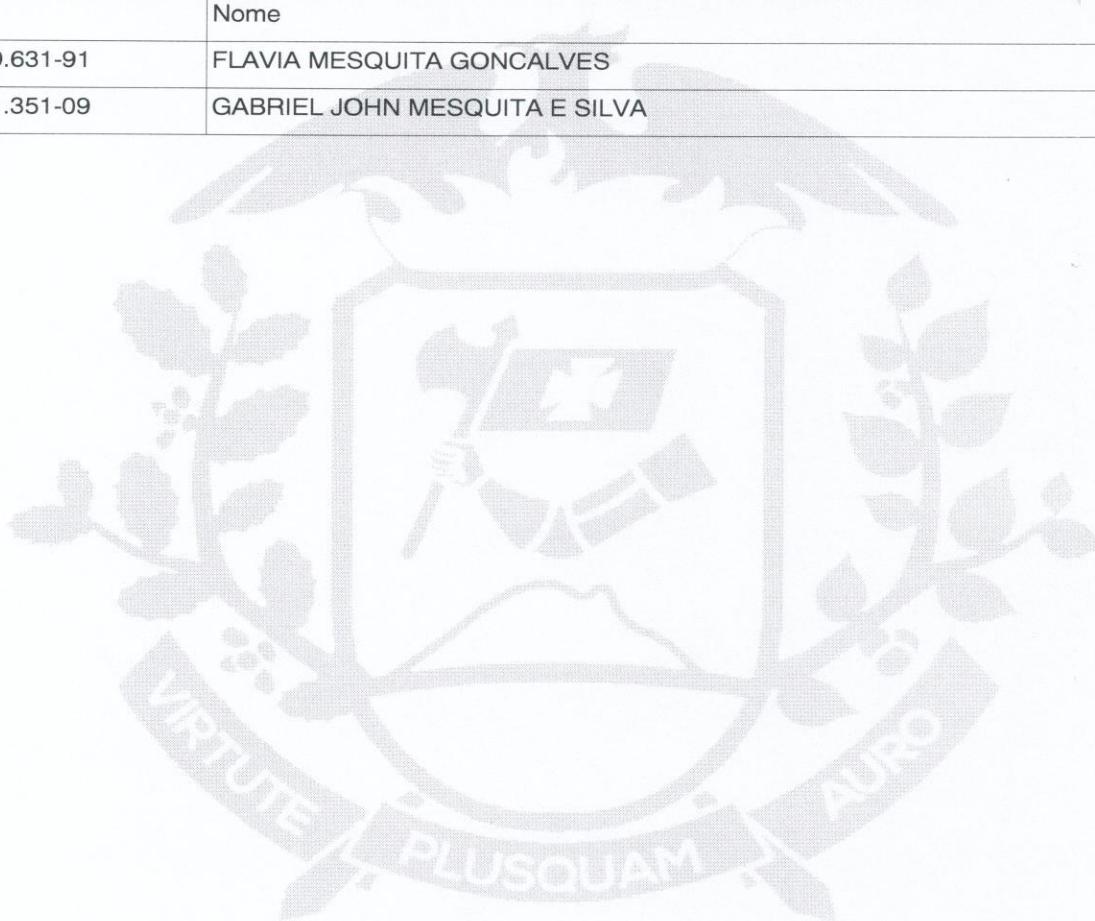 Nome
.631-91 FLAVIA MESQUITA GONCALVES
.351-09 GABRIEL JOHN MESQUITA E SILVA
VIRTUTE PLUSQUAM AURO